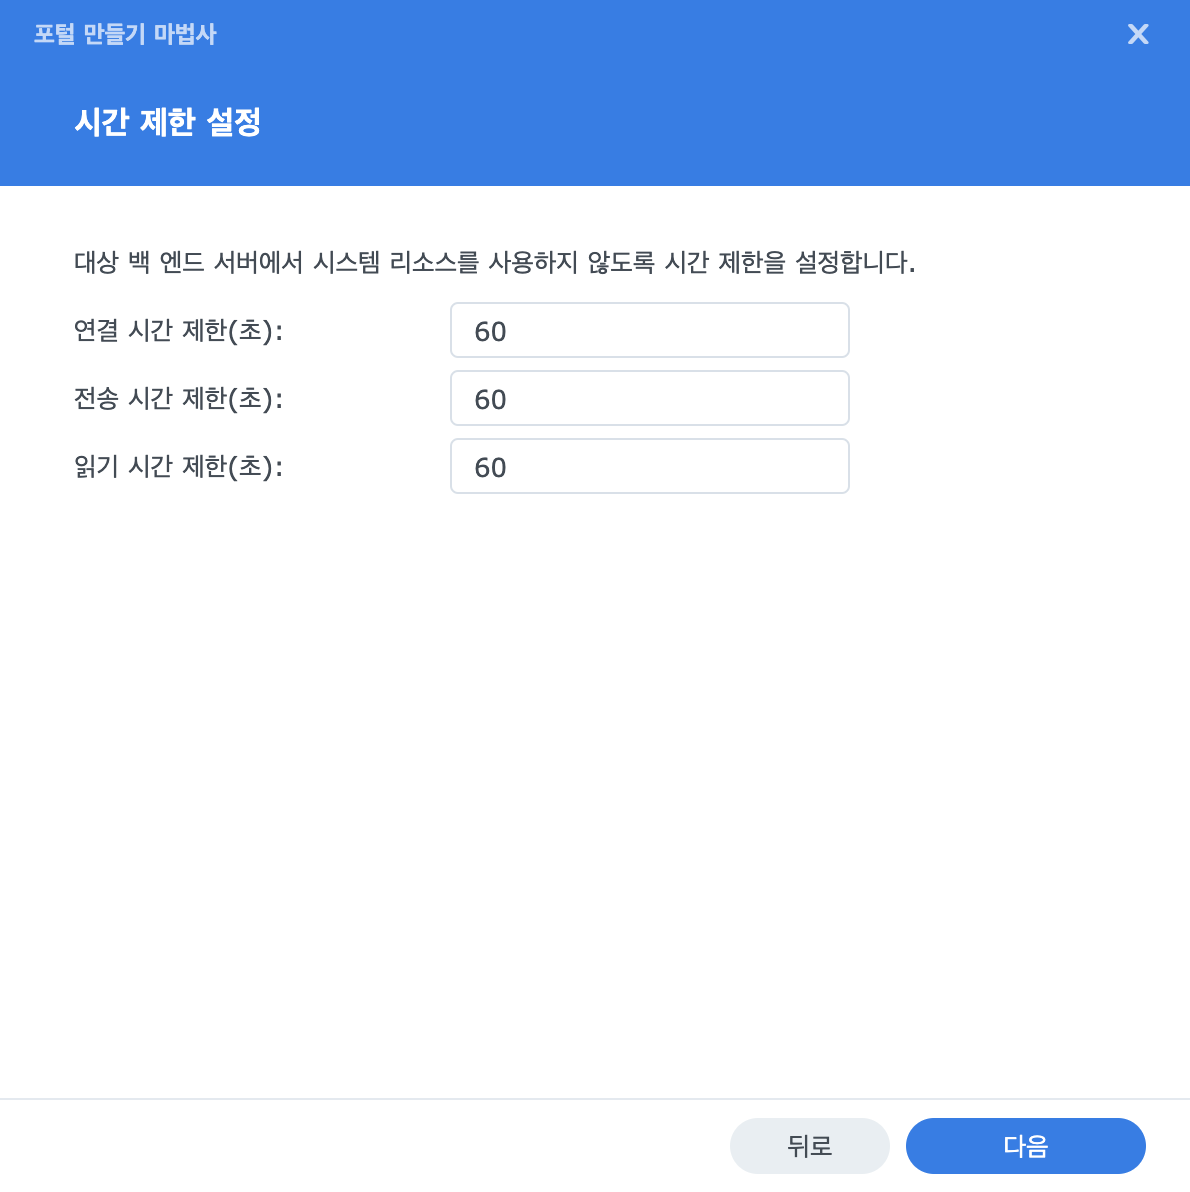 포털 만들기 마법사
시간 제한 설정
대상 백 엔드 서버에서 시스템 리소스를 사용하지 않도록 시간 제한을 설정합니다.
연결 시간 제한(초): 60
전송 시간 제한(초): 60
읽기 시간 제한(초): 60
뒤로 다음